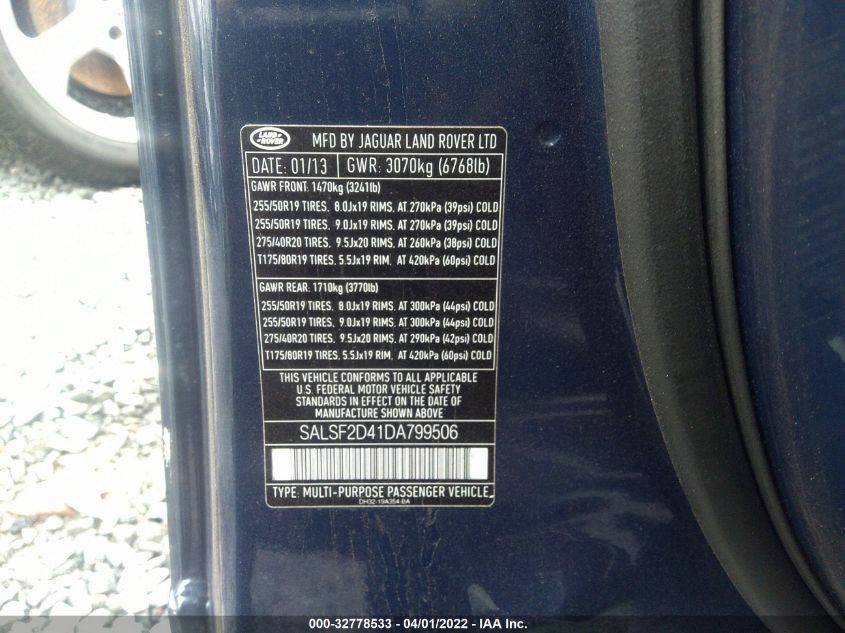 LAND ROVER MFD BY JAGUAR LAND ROVER LTD
DATE: 01/13 GWR: 3070kg (6768lb)
GAWR FRONT: 1470kg (3241lb)
255/50R19 TIRES, 8.0Jx19 RIMS, AT 270kPa (39psi) COLD
255/50R19 TIRES, 9.0Jx19 RIMS, AT 270kPa (39psi) COLD
275/40R20 TIRES, 9.5Jx20 RIMS, AT 260kPa (38psi) COLD
T175/80R19 TIRES, 5.5Jx19 RIM, AT 420kPa (60psi) COLD
GAWR REAR: 1710kg (3770lb)
255/50R19 TIRES, 8.0Jx19 RIMS, AT 300kPa (44psi) COLD
255/50R19 TIRES, 9.0Jx19 RIMS, AT 300kPa (44psi) COLD
275/40R20 TIRES, 9.5Jx20 RIMS, AT 290kPa (42psi) COLD
T175/80R19 TIRES, 5.5Jx19 RIM, AT 420kPa (60psi) COLD
THIS VEHICLE CONFORMS TO ALL APPLICABLE
U.S. FEDERAL MOTOR VEHICLE SAFETY
STANDARDS IN EFFECT ON THE DATE OF
MANUFACTURE SHOWN ABOVE
SALSF2D41DA799506
TYPE: MULTI-PURPOSE PASSENGER VEHICLE
DH32-19A354-BA
000-32778533 - 04/01/2022 - IAA Inc.